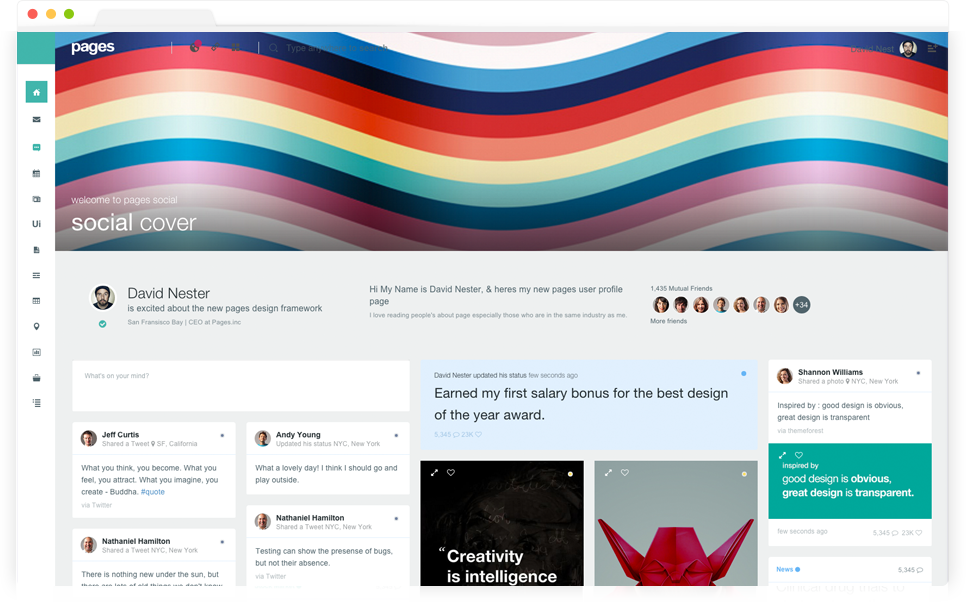 pages
Type anywhere to search
David Nest
welcome to pages social
social cover
Ui
David Nester
is excited about the new pages design framework
San Fransisco Bay | CEO at Pages.inc
Hi My Name is David Nester, & heres my new pages user profile
page
I love reading people's about page especially those who are in the same industry as me.
1,435 Mutual Friends
+34
More friends
What's on your mind?
Jeff Curtis
Shared a Tweet SF, California
What you think, you become. What you
feel, you attract. What you imagine, you
create - Buddha. #quote
via Twitter
Nathaniel Hamilton
Shared a Tweet NYC, New York
There is nothing new under the sun, but
there are lots of old things we don't know
Andy Young
Updated his status NYC, New York
What a lovely day! I think I should go and
play outside.
Nathaniel Hamilton
Shared a Tweet NYC, New York
Testing can show the presense of bugs,
but not their absence.
via Twitter
David Nester updated his status few seconds ago
Earned my first salary bonus for the best design
of the year award.
5,345 23K
“Creativity
is intelligence
Shannon Williams
Shared a photo NYC, New York
Inspired by : good design is obvious,
great design is transparent
via themeforest
inspired by
good design is obvious,
great design is transparent.
few seconds ago 5,345 23K
News 5,345